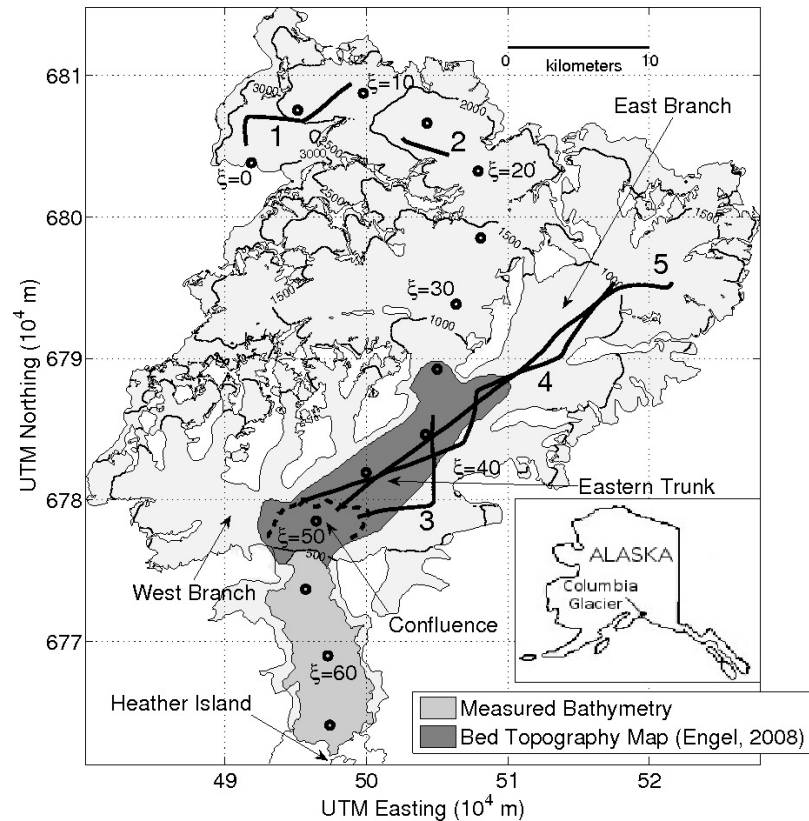 681
680
679
678
677
UTM Northing (10⁴ m)
49
50
51
52
UTM Easting (10⁴ m)
0
10
kilometers
East Branch
3000
ξ=10
2000
1
2
2500
3000
ξ=0
2500
ξ=20
1500
1500
5
1000
1500
ξ=30
1000
4
ξ=40
Eastern Trunk
3
ξ=50
500
West Branch
Confluence
ξ=60
Heather Island
ALASKA
Columbia
Glacier
Measured Bathymetry
Bed Topography Map (Engel, 2008)